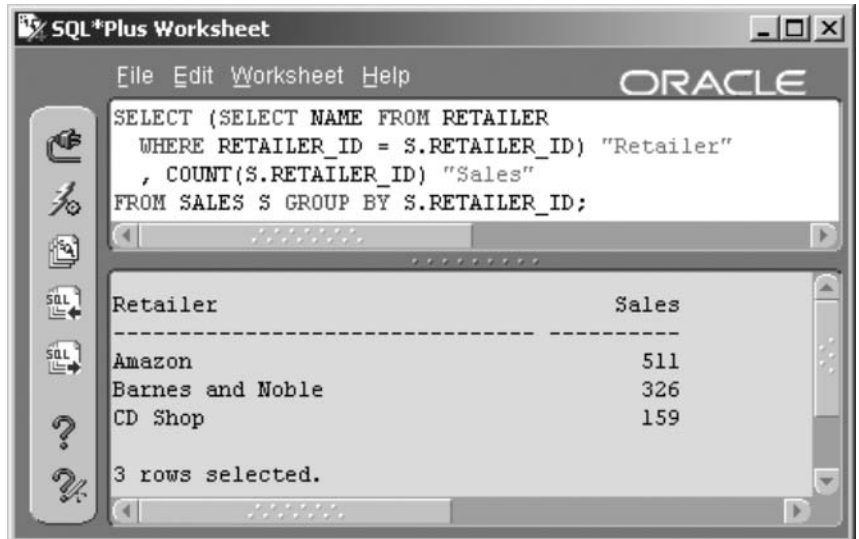 SQL*Plus Worksheet
File Edit Worksheet Help
ORACLE
SELECT (SELECT NAME FROM RETAILER
WHERE RETAILER_ID = S.RETAILER_ID) "Retailer"
, COUNT(S.RETAILER_ID) "Sales"
FROM SALES S GROUP BY S.RETAILER_ID;
Retailer Sales
-------------------------------- ----------
Amazon 511
Barnes and Noble 326
CD Shop 159
3 rows selected.
SQL
SQL